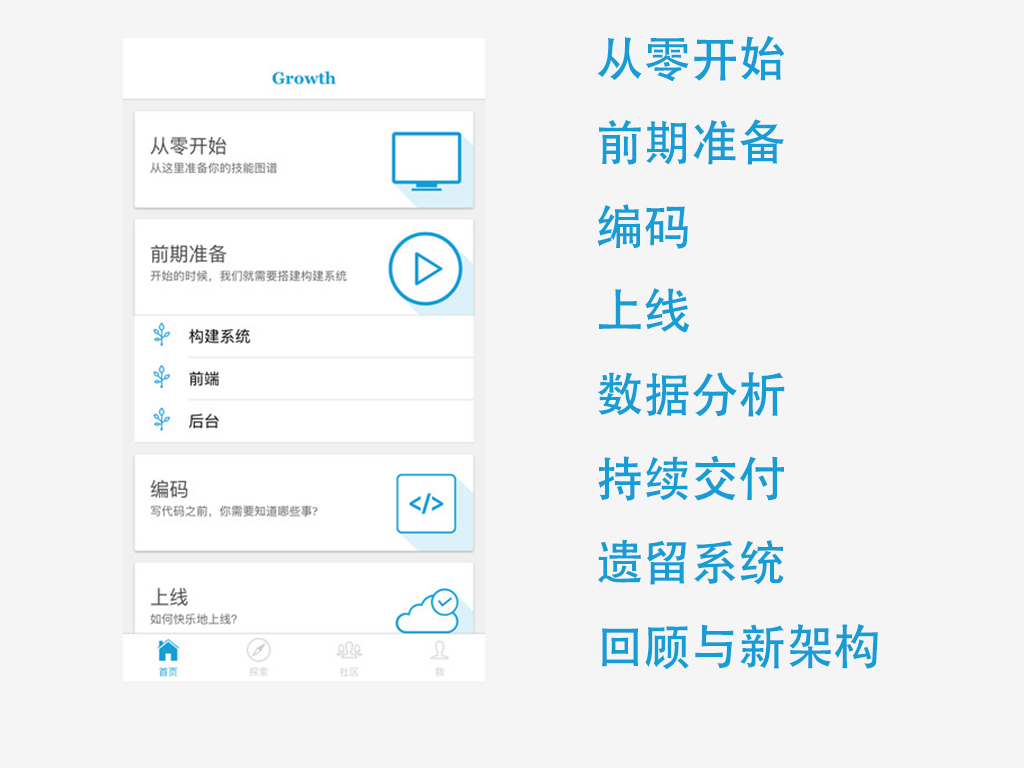 Growth
从零开始
从这里准备你的技能图谱
前期准备
开始的时候，我们就需要搭建构建系统
构建系统
前端
后台
编码
</>
写代码之前，你需要知道哪些事?
上线
如何快乐地上线?
首页
探索
社区
我
从零开始
前期准备
编码
上线
数据分析
持续交付
遗留系统
回顾与新架构